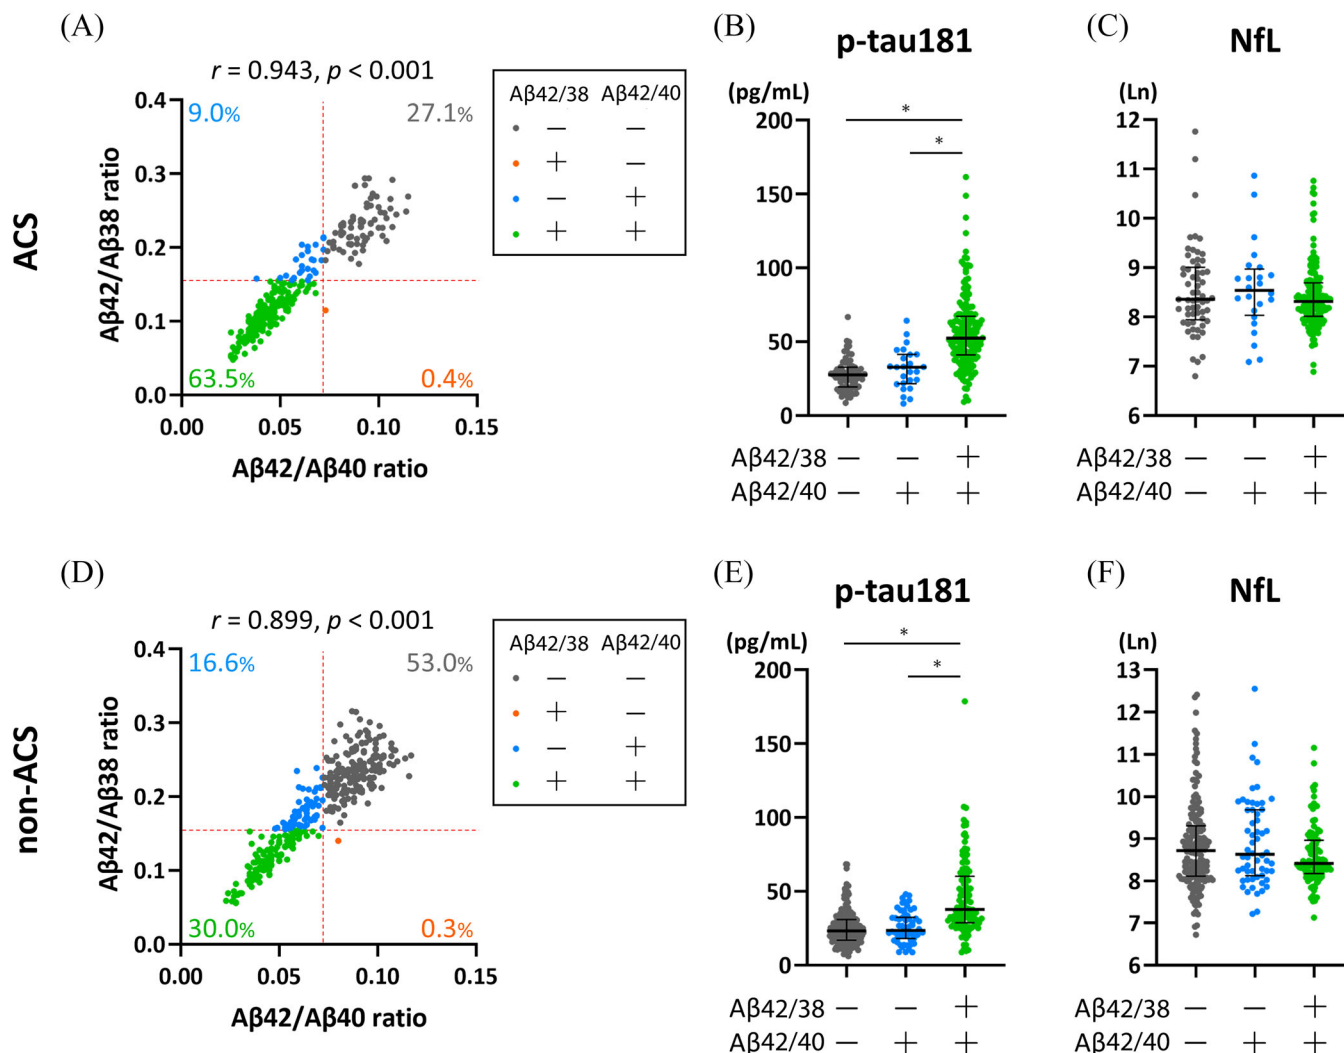 (A)
r = 0.943, p < 0.001
9.0%
27.1%
63.5%
0.4%
0.4
0.3
0.2
0.1
0.0
0.00 0.05 0.10 0.15
Aβ42/Aβ38 ratio
Aβ42/Aβ40 ratio
ACS
Aβ42/38 Aβ42/40
— —
+ —
— +
+ +
(B)
p-tau181
(pg/mL)
200
150
100
50
0
*
*
Aβ42/38 — — +
Aβ42/40 — + +
(C)
NfL
(Ln)
12
11
10
9
8
7
6
Aβ42/38 — — +
Aβ42/40 — + +
(D)
r = 0.899, p < 0.001
16.6%
53.0%
30.0%
0.3%
0.4
0.3
0.2
0.1
0.0
0.00 0.05 0.10 0.15
Aβ42/Aβ38 ratio
Aβ42/Aβ40 ratio
non-ACS
Aβ42/38 Aβ42/40
— —
+ —
— +
+ +
(E)
p-tau181
(pg/mL)
200
150
100
50
0
*
*
Aβ42/38 — — +
Aβ42/40 — + +
(F)
NfL
(Ln)
13
12
11
10
9
8
7
6
Aβ42/38 — — +
Aβ42/40 — + +